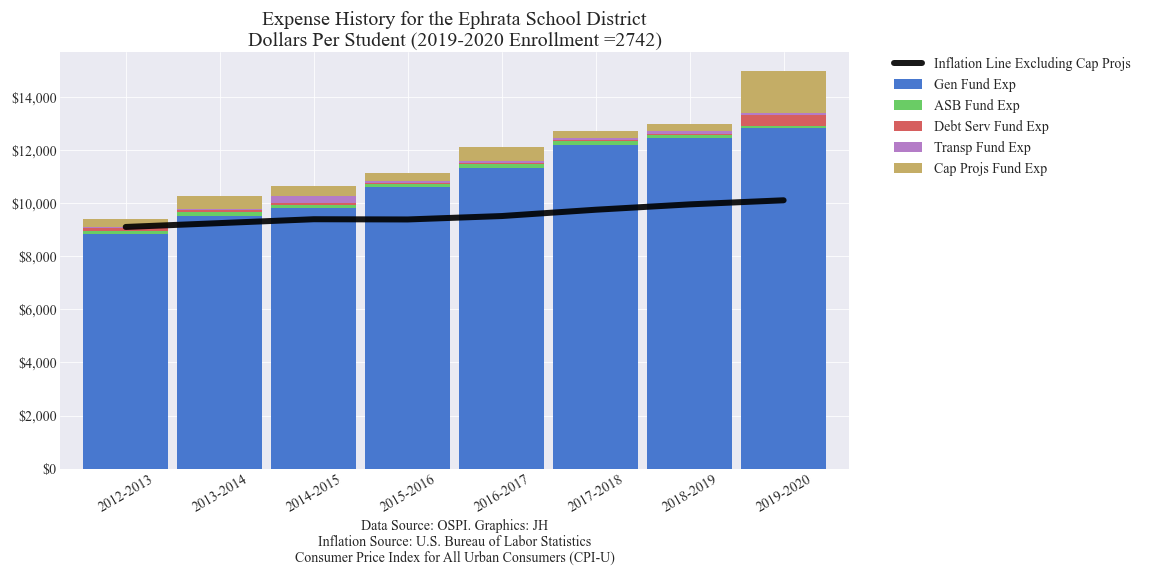 Expense History for the Ephrata School District
Dollars Per Student (2019-2020 Enrollment =2742)
Inflation Line Excluding Cap Projs
Gen Fund Exp
ASB Fund Exp
Debt Serv Fund Exp
Transp Fund Exp
Cap Projs Fund Exp
$14,000
$12,000
$10,000
$8,000
$6,000
$4,000
$2,000
$0
2012-2013
2013-2014
2014-2015
2015-2016
2016-2017
2017-2018
2018-2019
2019-2020
Data Source: OSPI. Graphics: JH
Inflation Source: U.S. Bureau of Labor Statistics
Consumer Price Index for All Urban Consumers (CPI-U)